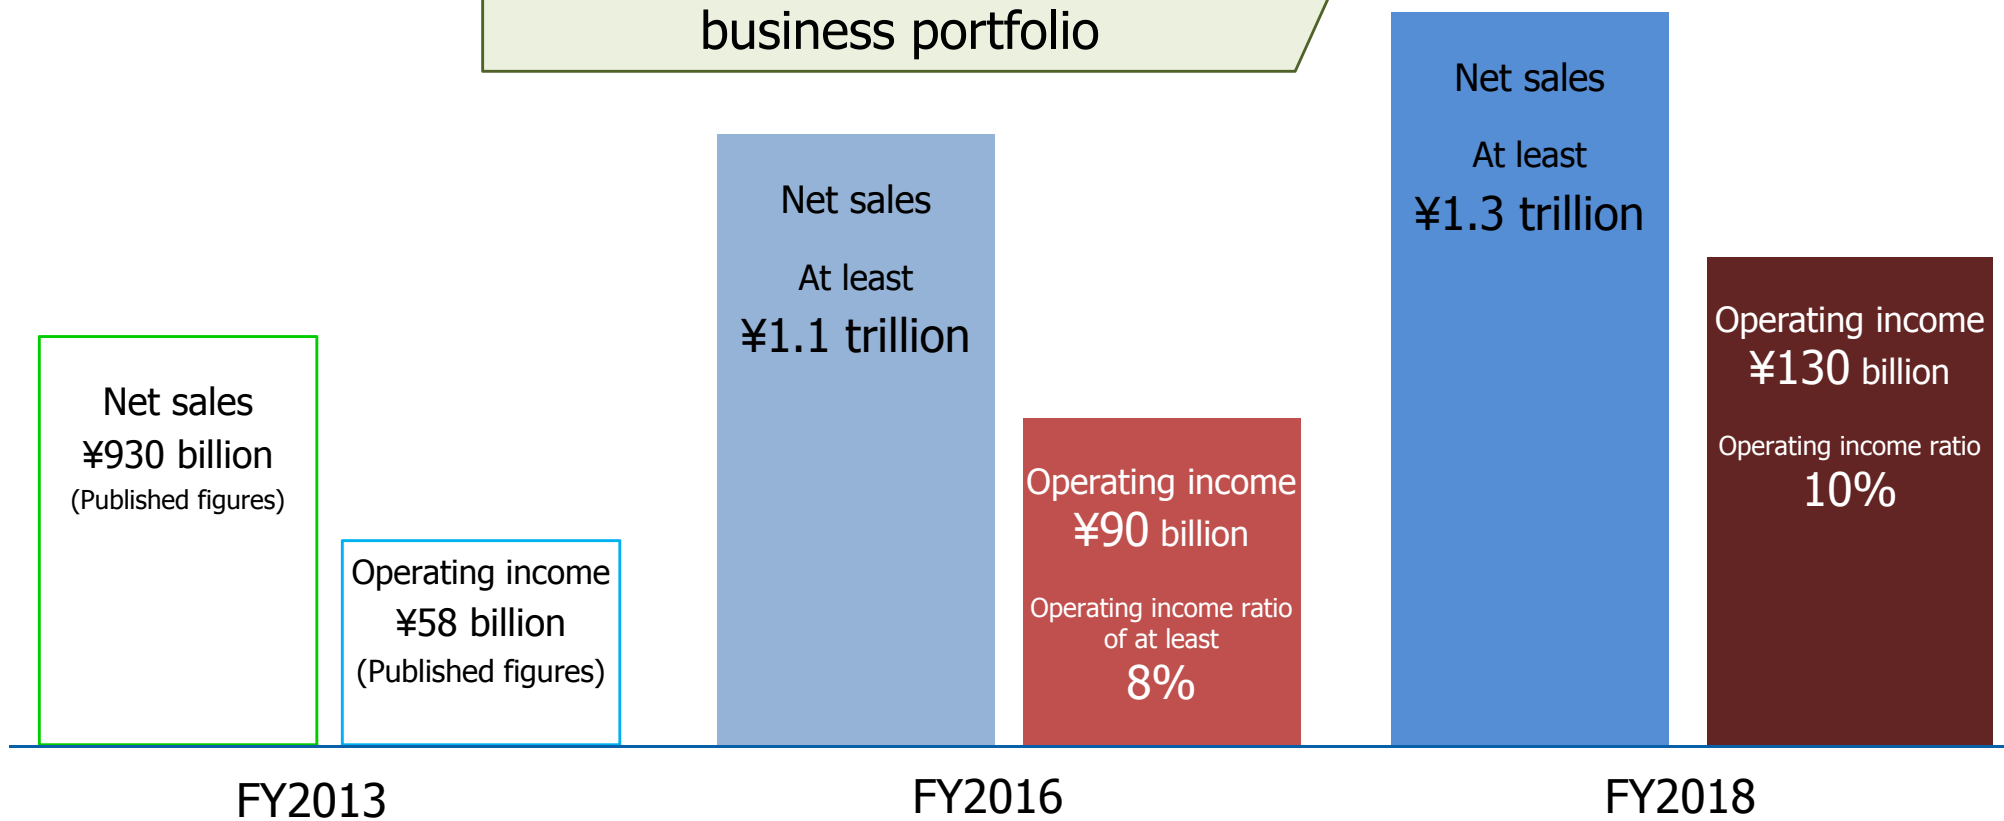 business portfolio
Net sales
¥930 billion
(Published figures)
Operating income
¥58 billion
(Published figures)
Net sales
At least
¥1.1 trillion
Operating income
¥90 billion
Operating income ratio
of at least
8%
Net sales
At least
¥1.3 trillion
Operating income
¥130 billion
Operating income ratio
10%
FY2013
FY2016
FY2018